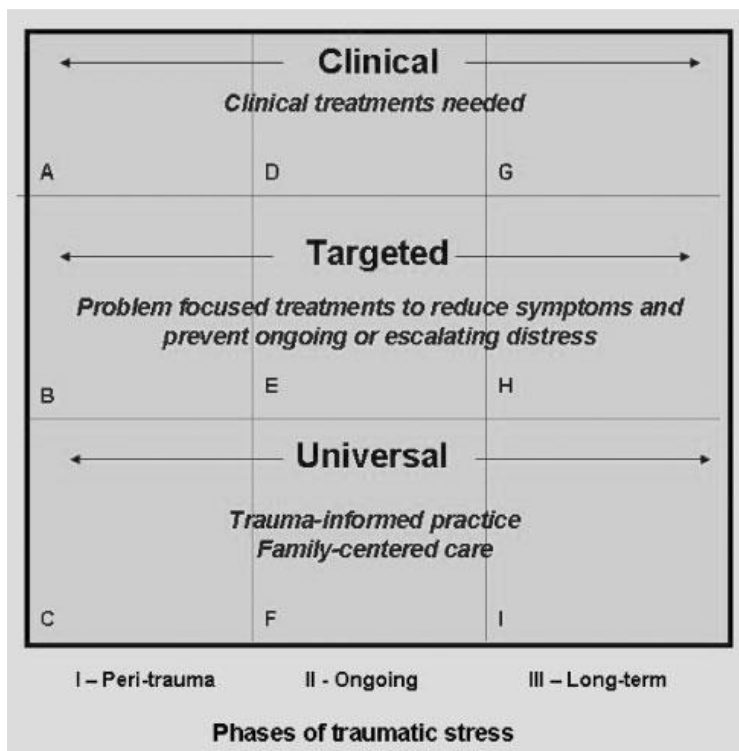 Clinical
Clinical treatments needed
A D G
Targeted
Problem focused treatments to reduce symptoms and
prevent ongoing or escalating distress
B E H
Universal
Trauma-informed practice
Family-centered care
C F I
I – Peri-trauma II - Ongoing III – Long-term
Phases of traumatic stress